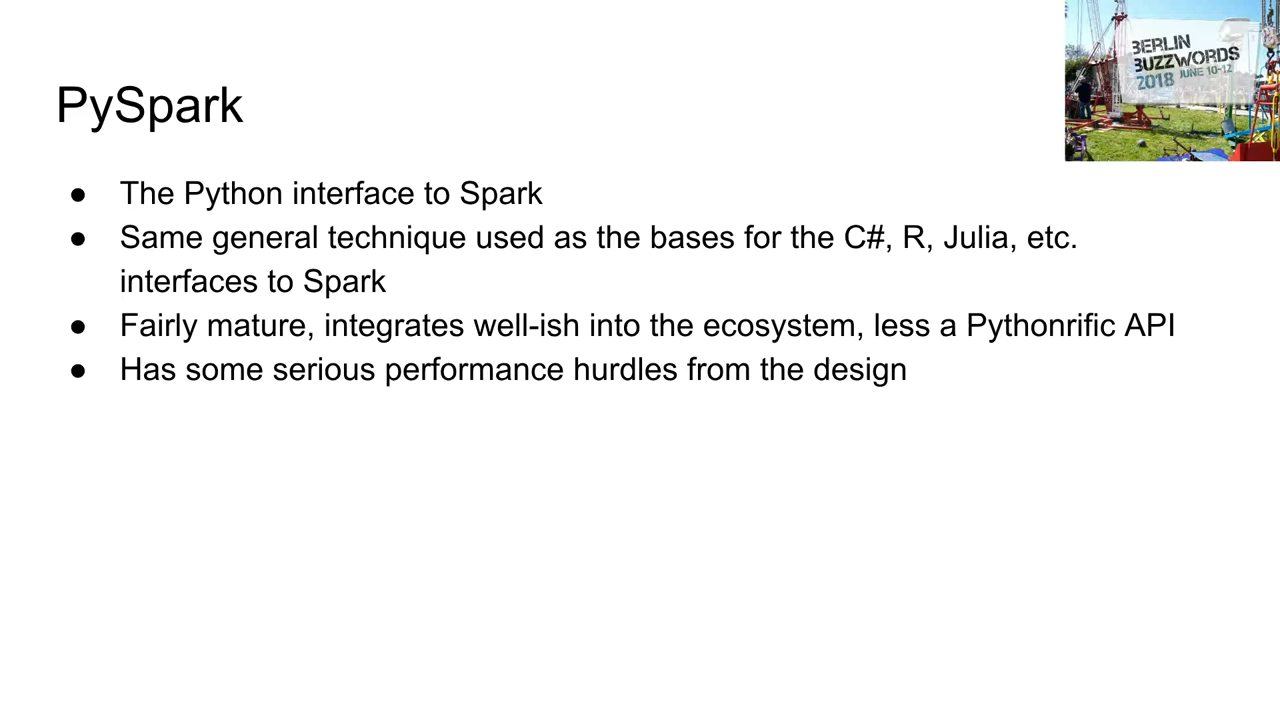 BERLIN
BUZZWORDS
2018 JUNE 10-12
PySpark
● The Python interface to Spark
● Same general technique used as the bases for the C#, R, Julia, etc.
interfaces to Spark
● Fairly mature, integrates well-ish into the ecosystem, less a Pythonrific API
● Has some serious performance hurdles from the design